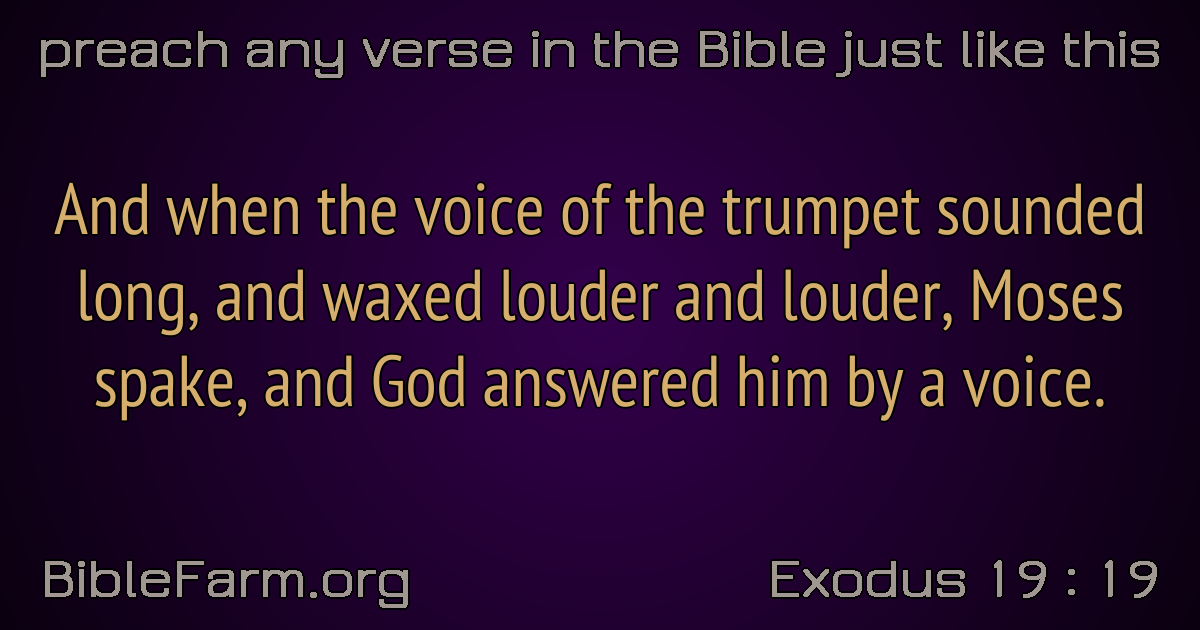 preach any verse in the Bible just like this
And when the voice of the trumpet sounded
long, and waxed louder and louder, Moses
spake, and God answered him by a voice.
BibleFarm.org
Exodus 19 : 19